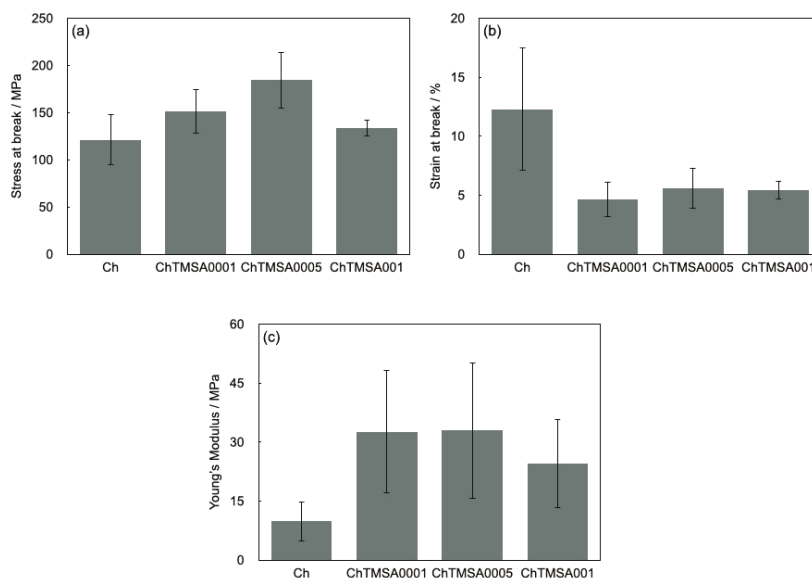 (a)
Stress at break / MPa
250
200
150
100
50
0
Ch ChTMSA0001 ChTMSA0005 ChTMSA001
(b)
Strain at break / %
20
15
10
5
0
Ch ChTMSA0001 ChTMSA0005 ChTMSA001
(c)
Young's Modulus / MPa
60
45
30
15
0
Ch ChTMSA0001 ChTMSA0005 ChTMSA001